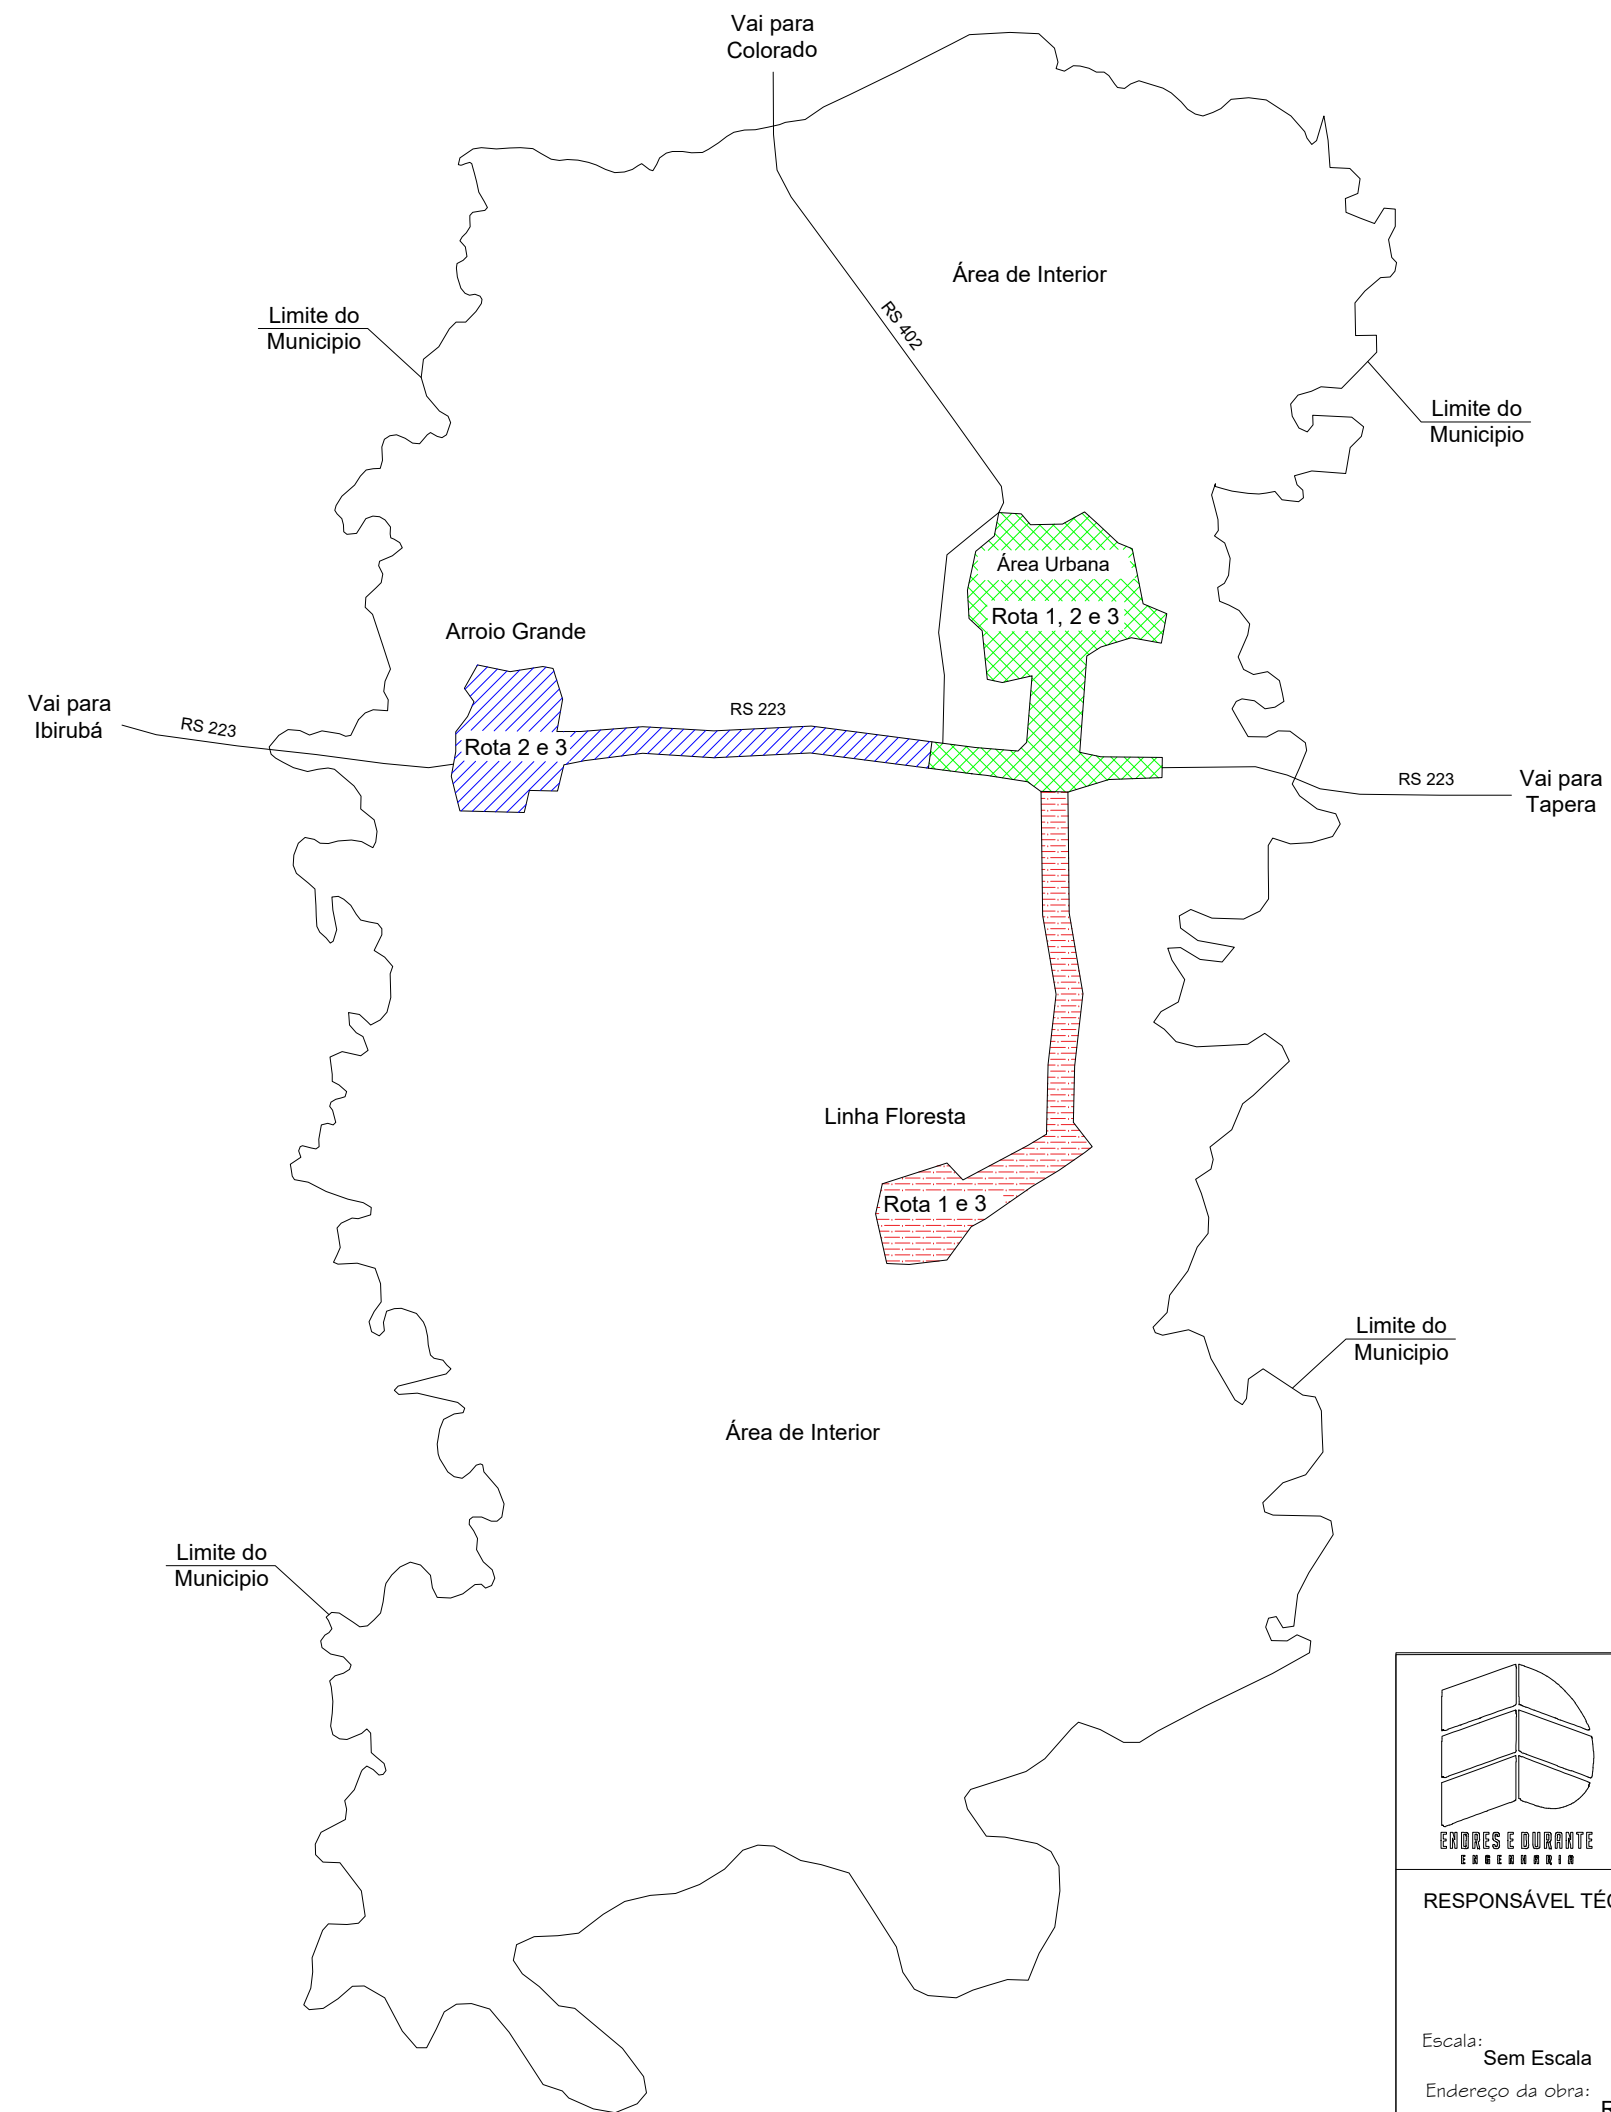 Vai para
Colorado
Área de Interior
RS 402
Limite do
Municipio
Limite do
Municipio
Área Urbana
Rota 1, 2 e 3
Arroio Grande
Vai para
Ibirubá
RS 223
RS 223
Rota 2 e 3
RS 223
Vai para
Tapera
Linha Floresta
Rota 1 e 3
Limite do
Municipio
Área de Interior
Limite do
Municipio
ENDRES E DURANTE
ENGENHARIA
RESPONSÁVEL
Escala:
Sem Escala
Endereço da obra: